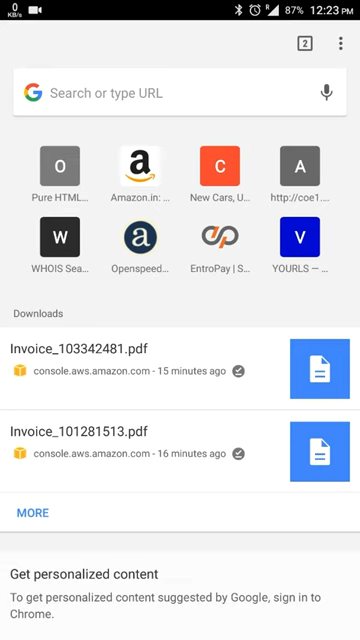 0
KB/s
R
87%
12:23 PM
2
G
Search or type URL
O
a
C
A
Pure HTML...
Amazon.in: ...
New Cars, U...
http://coe1....
W
a
V
WHOIS Sea...
Openspeed...
EntroPay | S...
YOURLS — ...
Downloads
Invoice_103342481.pdf
console.aws.amazon.com - 15 minutes ago
Invoice_101281513.pdf
console.aws.amazon.com - 16 minutes ago
MORE
Get personalized content
To get personalized content suggested by Google, sign in to
Chrome.